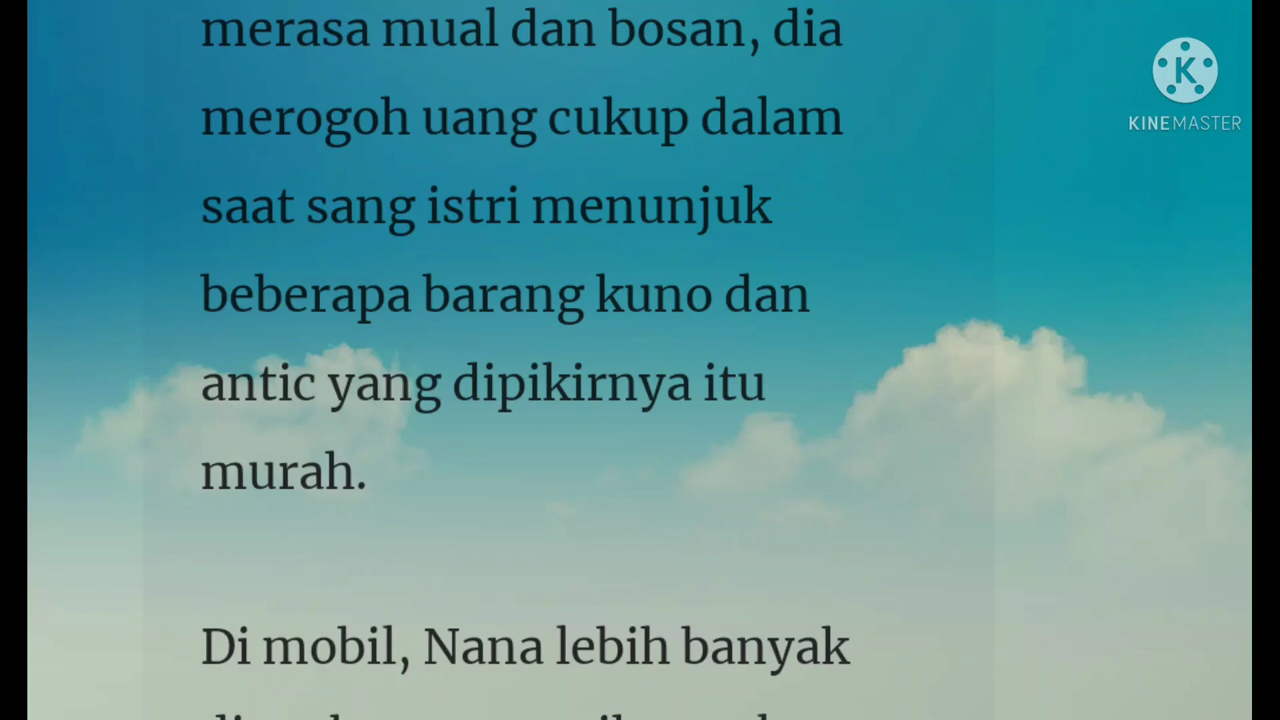 merasa mual dan bosan, dia
merogoh uang cukup dalam
saat sang istri menunjuk
beberapa barang kuno dan
antic yang dipikirnya itu
murah.
Di mobil, Nana lebih banyak
K
KINEMASTER